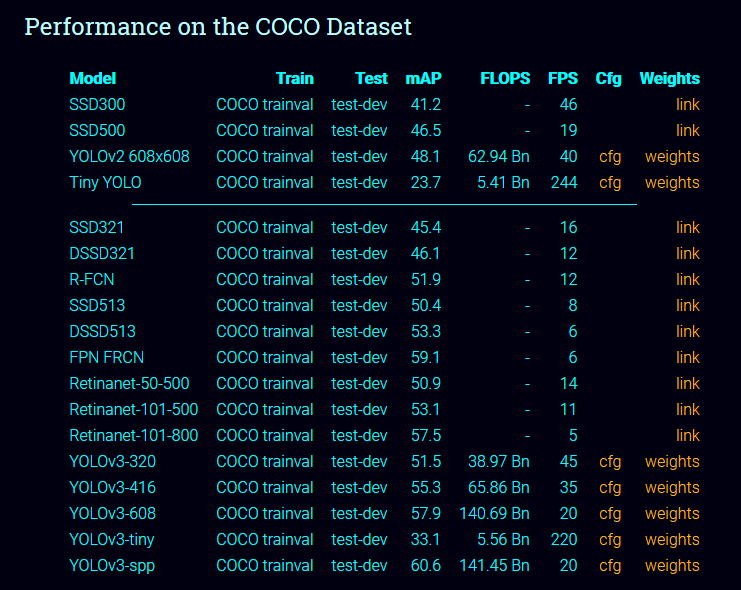 Performance on the COCO Dataset
Model Train Test mAP FLOPS FPS Cfg Weights
SSD300 COCO trainval test-dev 41.2 - 46 link
SSD500 COCO trainval test-dev 46.5 - 19 link
YOLOv2 608x608 COCO trainval test-dev 48.1 62.94 Bn 40 cfg weights
Tiny YOLO COCO trainval test-dev 23.7 5.41 Bn 244 cfg weights
SSD321 COCO trainval test-dev 45.4 - 16 link
DSSD321 COCO trainval test-dev 46.1 - 12 link
R-FCN COCO trainval test-dev 51.9 - 12 link
SSD513 COCO trainval test-dev 50.4 - 8 link
DSSD513 COCO trainval test-dev 53.3 - 6 link
FPN FRCN COCO trainval test-dev 59.1 - 6 link
Retinanet-50-500 COCO trainval test-dev 50.9 - 14 link
Retinanet-101-500 COCO trainval test-dev 53.1 - 11 link
Retinanet-101-800 COCO trainval test-dev 57.5 - 5 link
YOLOv3-320 COCO trainval test-dev 51.5 38.97 Bn 45 cfg weights
YOLOv3-416 COCO trainval test-dev 55.3 65.86 Bn 35 cfg weights
YOLOv3-608 COCO trainval test-dev 57.9 140.69 Bn 20 cfg weights
YOLOv3-tiny COCO trainval test-dev 33.1 5.56 Bn 220 cfg weights
YOLOv3-spp COCO trainval test-dev 60.6 141.45 Bn 20 cfg weights